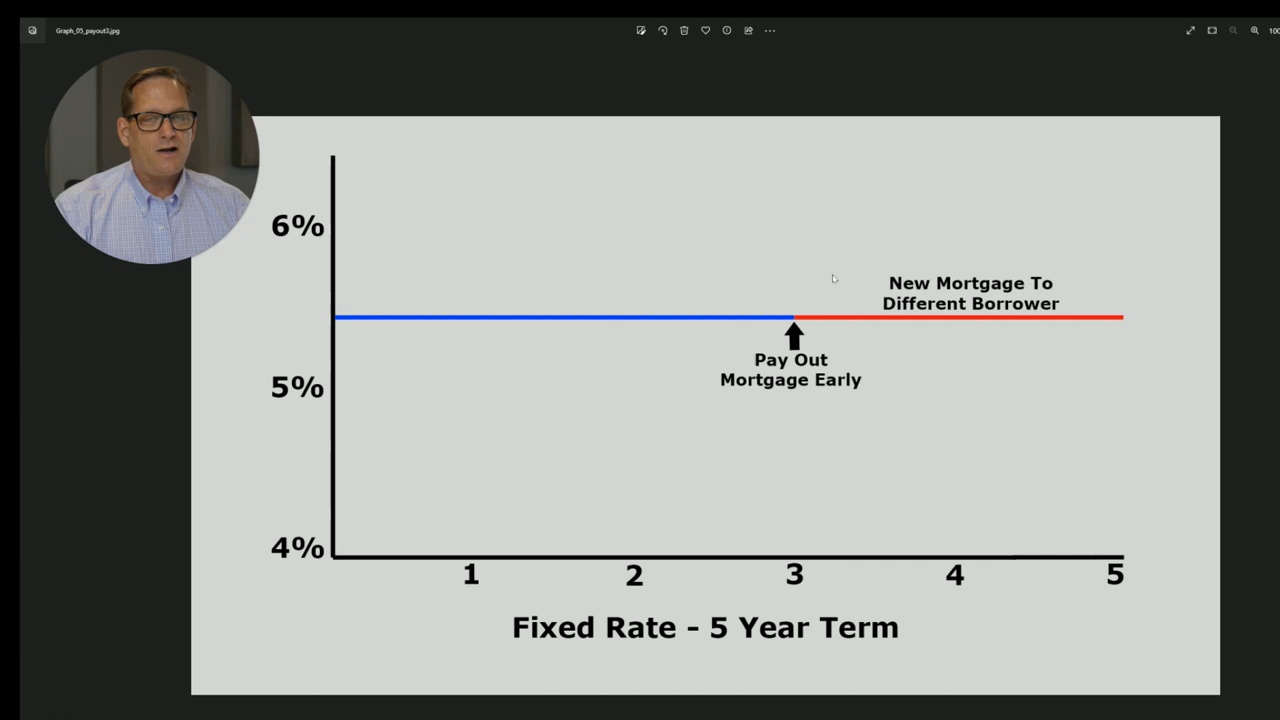 Graph_05_payout3.jpg
100
6%
New Mortgage To
Different Borrower
Pay Out
Mortgage Early
5%
4%
1 2 3 4 5
Fixed Rate - 5 Year Term